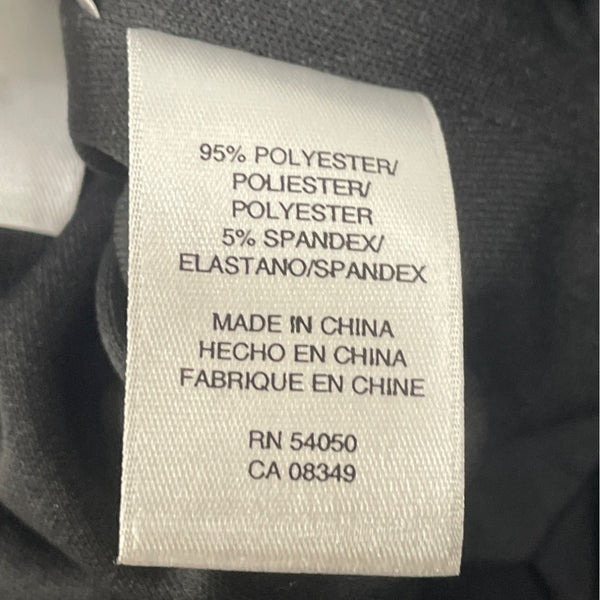 95% POLYESTER/
POLIESTER/
POLYESTER
5% SPANDEX/
ELASTANO/SPANDEX
MADE IN CHINA
HECHO EN CHINA
FABRIQUE EN CHINE
RN 54050
CA 08349